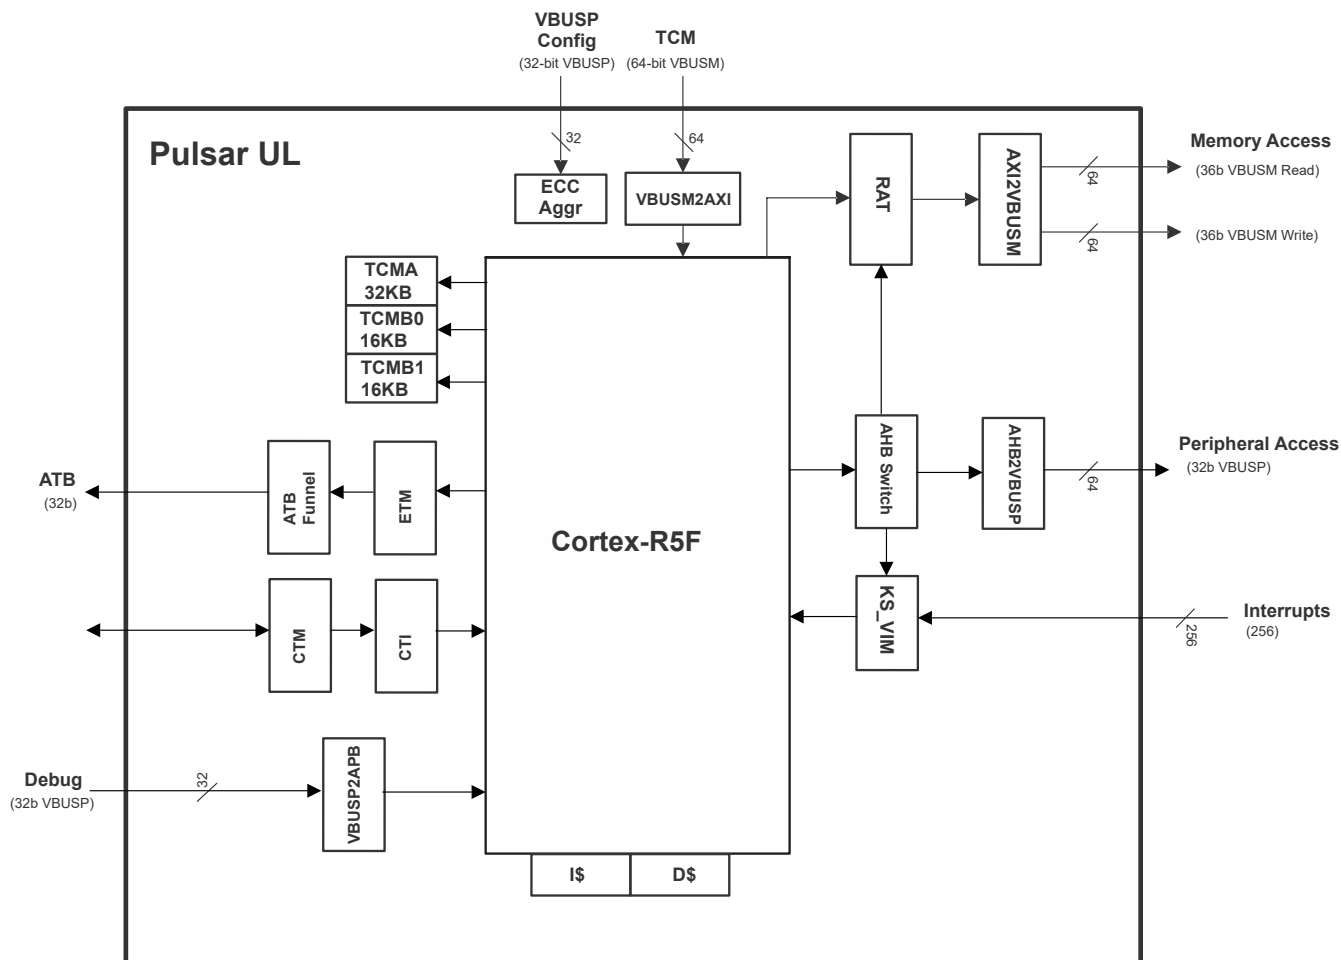 VBUSP
Config
(32-bit VBUSP)
TCM
(64-bit VBUSM)
32
64
Pulsar UL
ECC
Aggr
VBUSM2AXI
RAT
AXI2VBUSM
64
64
Memory Access
(36b VBUSM Read)
(36b VBUSM Write)
TCMA
32KB
TCMB0
16KB
TCMB1
16KB
ATB
(32b)
ATB
Funnel
ETM
Cortex-R5F
AHB Switch
AHB2VBUSP
64
Peripheral Access
(32b VBUSP)
CTM
CTI
KS_VIM
256
Interrupts
(256)
Debug
(32b VBUSP)
32
VBUSP2APB
I$
D$